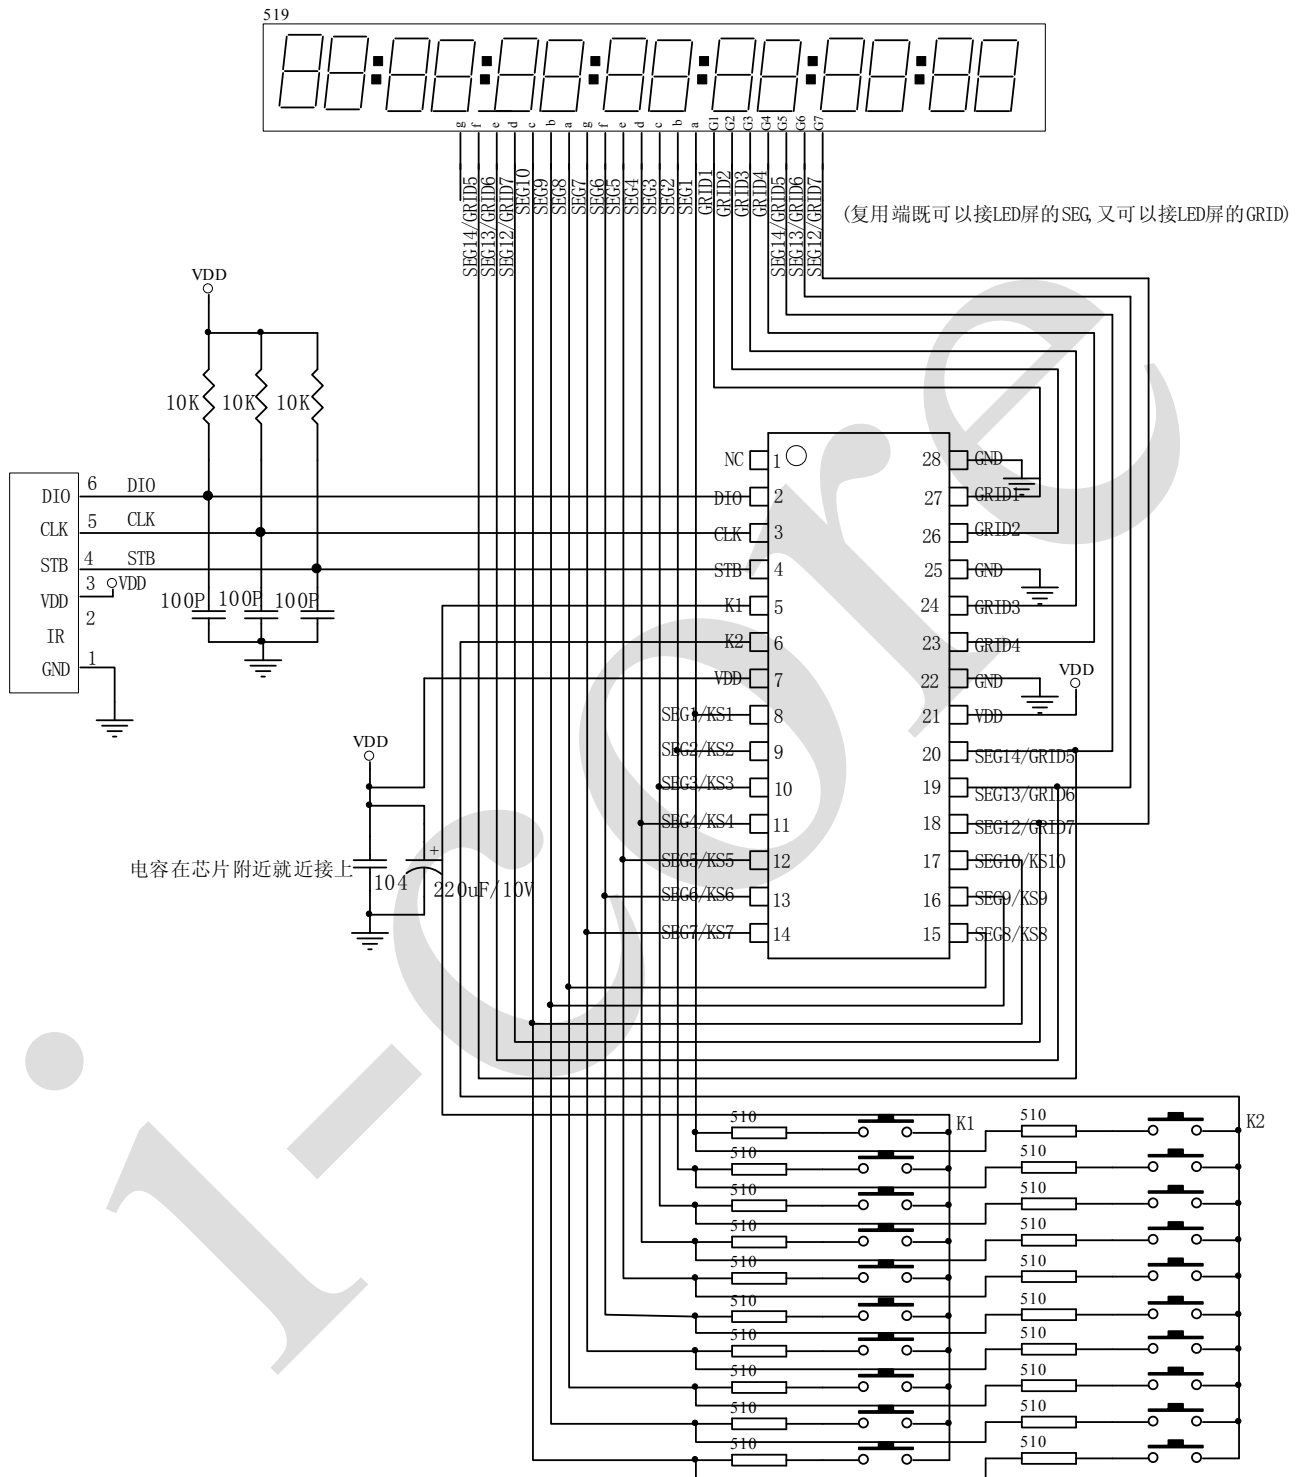 519
g f e d c b a g f e d c b a G1 G2 G3 G4 G5 G6 G7
SEG14/GRID5
SEG13/GRID6
SEG12/GRID7
SEG10
SEG9
SEG8
SEG7
SEG6
SEG5
SEG4
SEG3
SEG2
SEG1
GRID1
GRID2
GRID3
GRID4
SEG14/GRID5
SEG13/GRID6
SEG12/GRID7
(复用端既可以接LED屏的SEG,又可以接LED屏的GRID)
VDD
10K 10K 10K
DIO 6 DIO
CLK 5 CLK
STB 4 STB
VDD 3 VDD
IR 2
GND 1
100P 100P 100P
NC 1 28 GND
DIO 2 27 GRID1
CLK 3 26 GRID2
STB 4 25 GND
K1 5 24 GRID3
K2 6 23 GRID4
VDD 7 22 GND
VDD
SEG1/KS1 8 21 VDD
SEG2/KS2 9 20 SEG14/GRID5
SEG3/KS3 10 19 SEG13/GRID6
SEG4/KS4 11 18 SEG12/GRID7
SEG5/KS5 12 17 SEG10/KS10
SEG6/KS6 13 16 SEG9/KS9
SEG7/KS7 14 15 SEG8/KS8
VDD
电容在芯片附近就近接上
104
+
220uF/10V
510 K1 510 K2
510 510
510 510
510 510
510 510
510 510
510 510
510 510
510 510
510 510
i-core